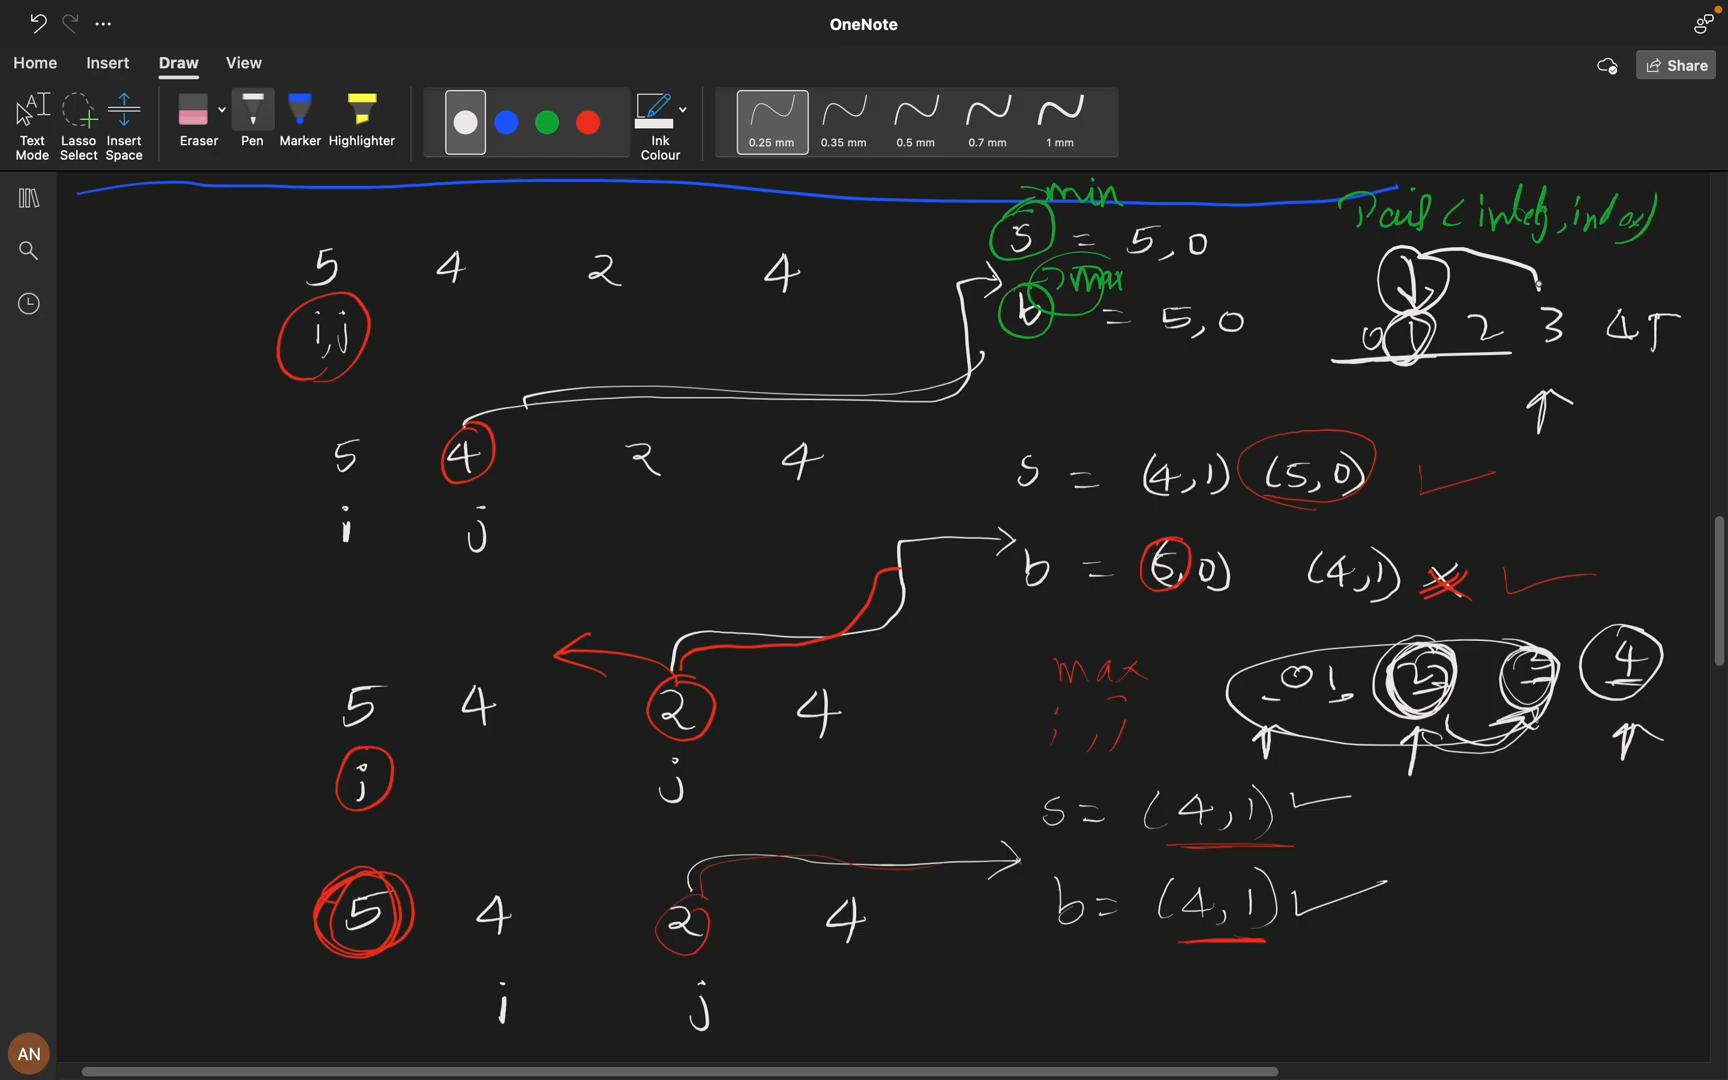 OneNote
Home Insert Draw View
Share
Text Mode
Lasso Select
Insert Space
Eraser
Pen
Marker
Highlighter
Ink Colour
0.25 mm
0.35 mm
0.5 mm
0.7 mm
1 mm
min
Pair < index)
s = 5, 0
5 4 2 4
max
b = 5, 0
i, j
0 1 2 3 4
5 4 2 4
s = (4, 1) (5, 0)
i j
b = (5, 0) (4, 1) x
max
0 1 2 3 4
5 4 2 4
i, j
i j
s = (4, 1)
5 4 2 4
b = (4, 1)
i j
AN